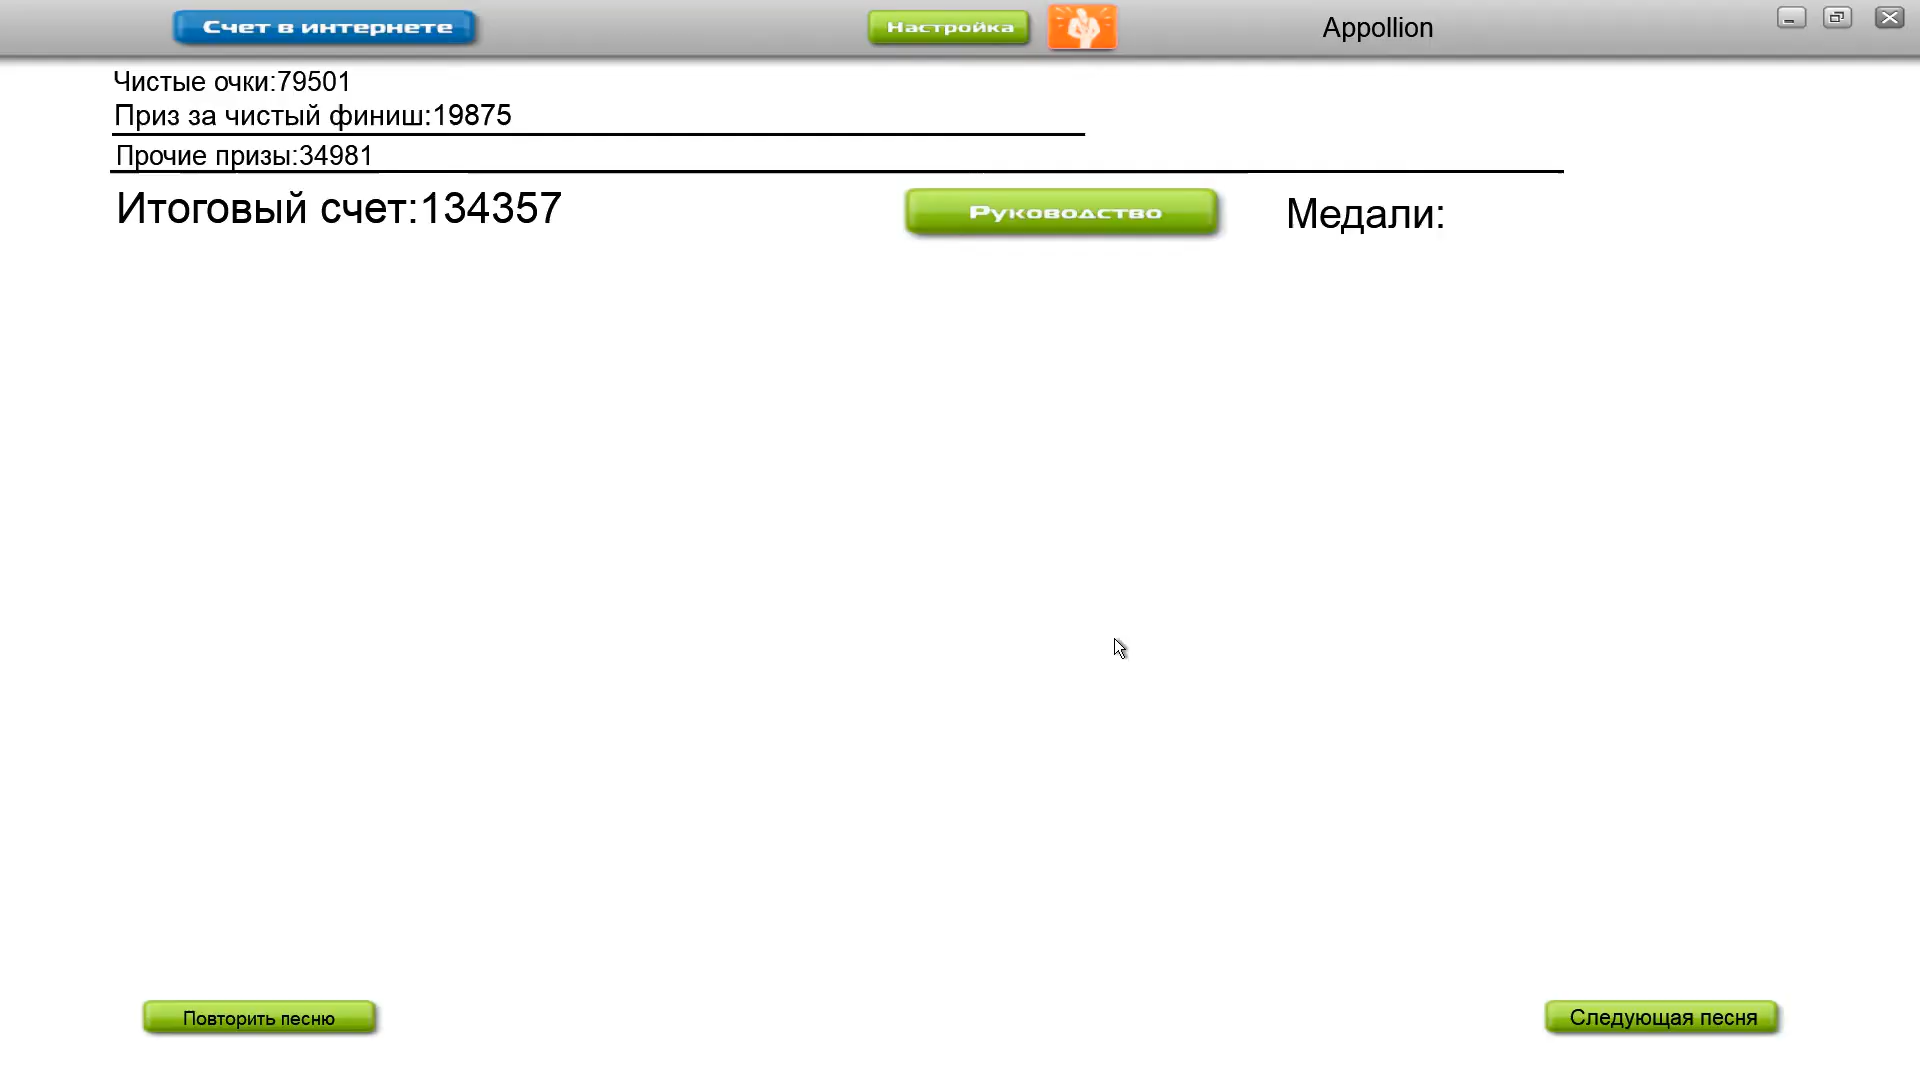 Счет в интернете
Настройка
Appollion
Чистые очки:79501
Приз за чистый финиш:19875
Прочие призы:34981
Итоговый счет:134357
Руководство
Медали:
Повторить песню
Следующая песня